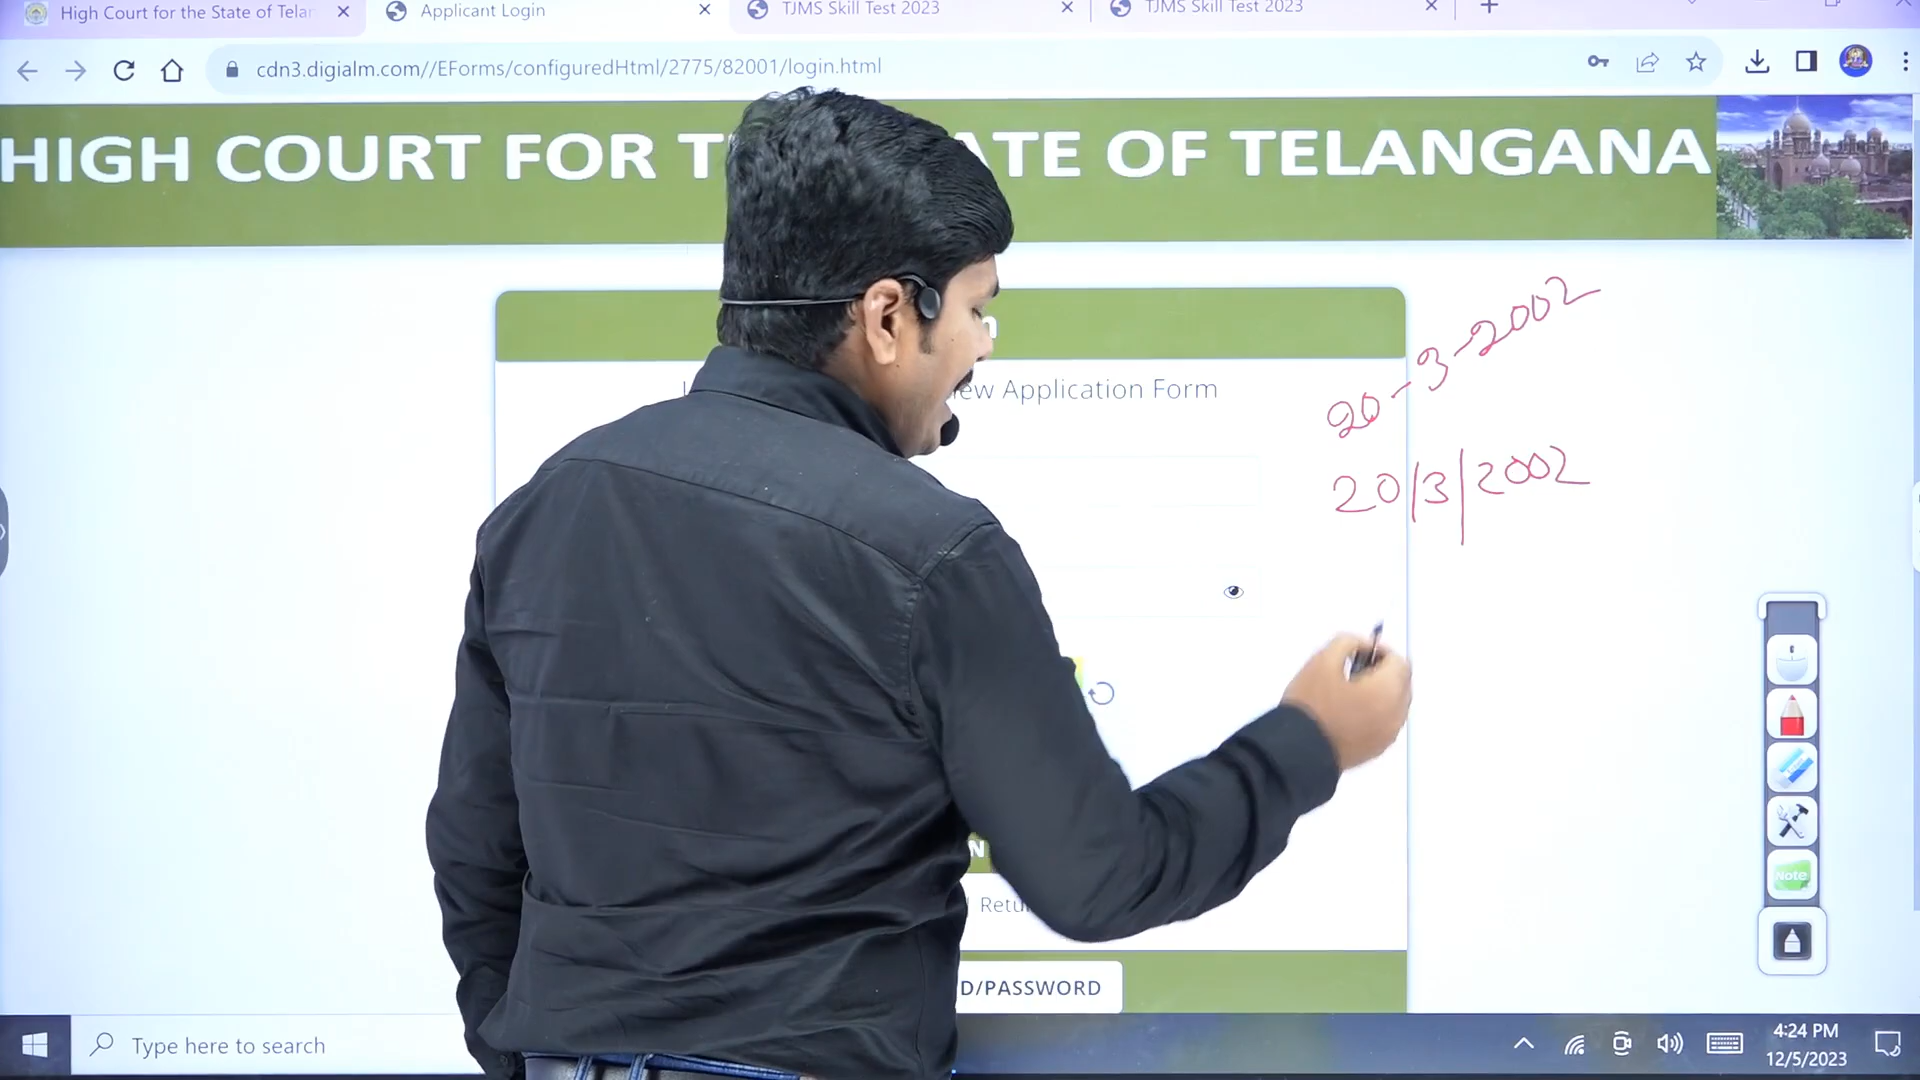 High Court for the State of Telan
Applicant Login
TJMS Skill Test 2023
TJMS Skill Test 2023
cdn3.digialm.com//EForms/configuredHtml/2775/82001/login.html
HIGH COURT FOR T ATE OF TELANGANA
n
ew Application Form
20-3-2002
20/3/2002
N
Retu
D/PASSWORD
Note
Type here to search
4:24 PM
12/5/2023